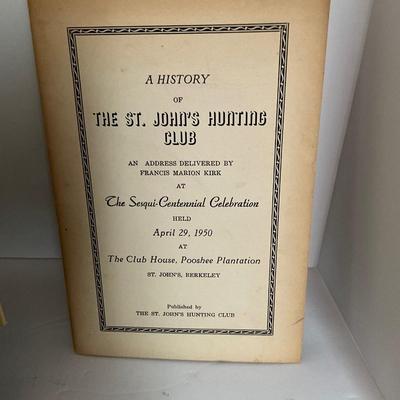 A HISTORY
OF
THE ST. JOHN'S HUNTING
CLUB
AN ADDRESS DELIVERED BY
FRANCIS MARION KIRK
AT
The Sesqui-Centennial Celebration
HELD
April 29, 1950
AT
The Club House, Pooshee Plantation
ST. JOHN'S, BERKELEY
Published by
THE ST. JOHN'S HUNTING CLUB